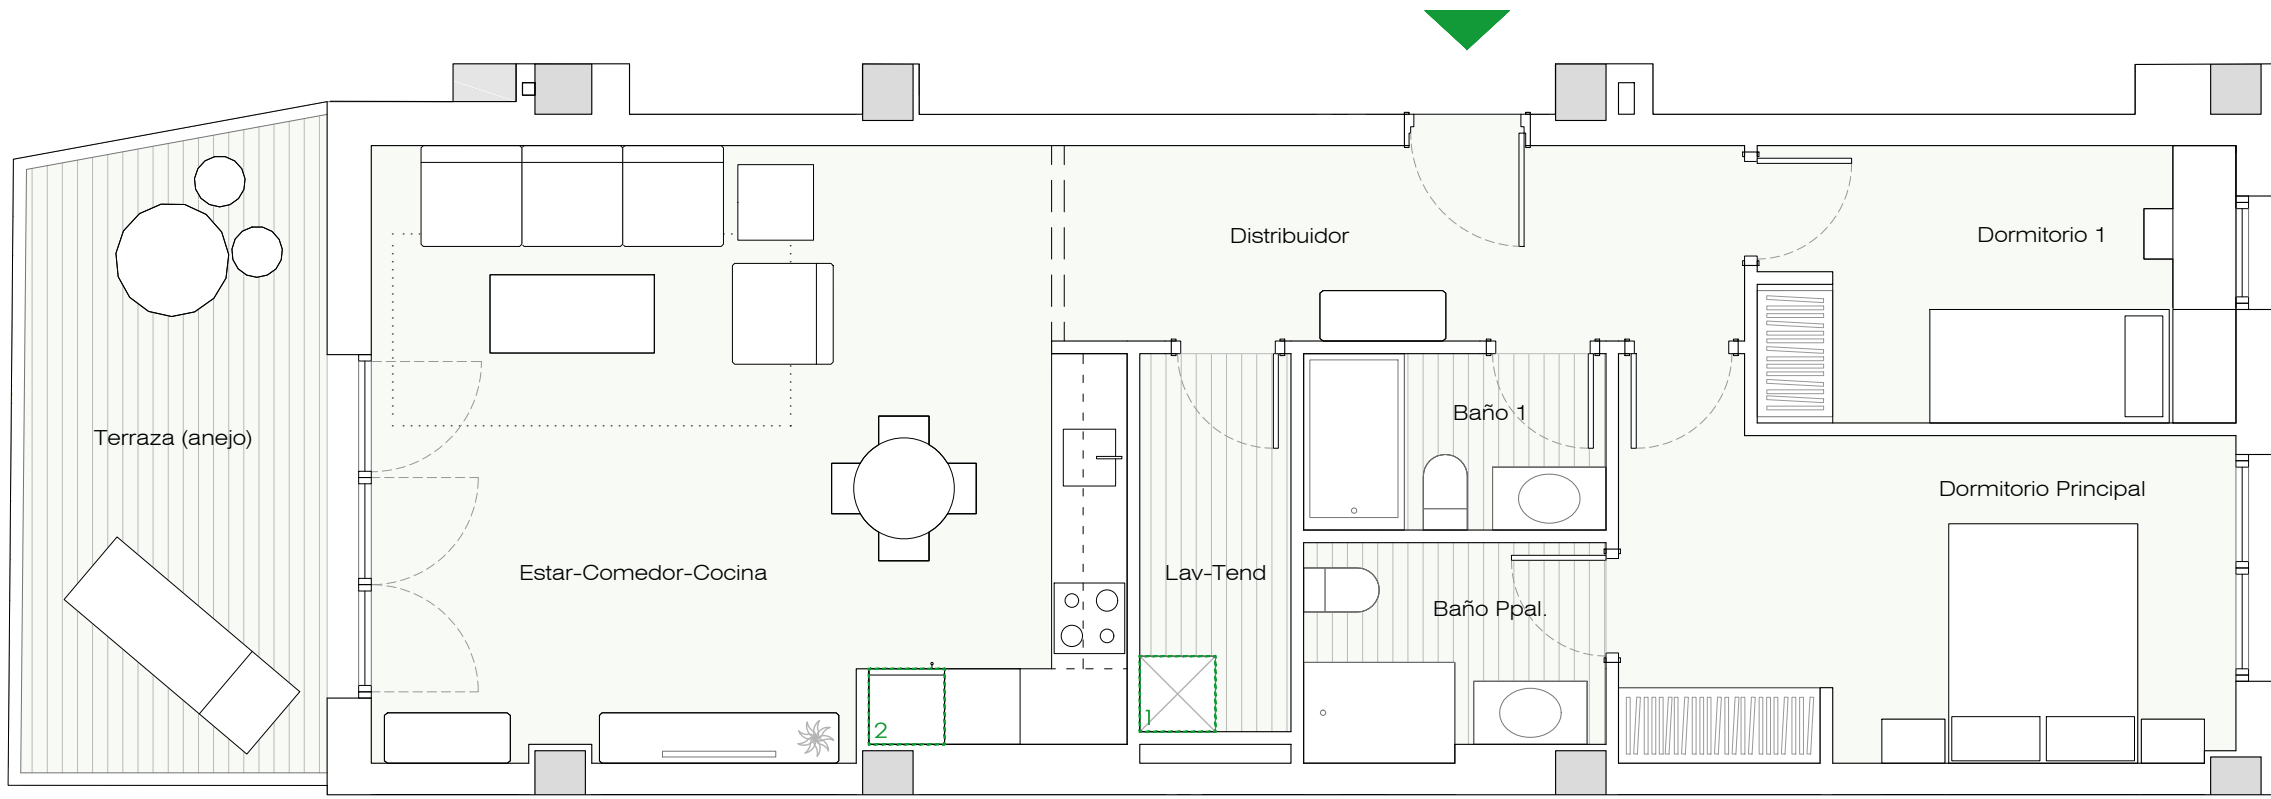 Distribuidor
Dormitorio 1
Baño 1
Terraza (anejo)
Dormitorio Principal
Estar-Comedor-Cocina
Lav-Tend
Baño Ppal.
1
2